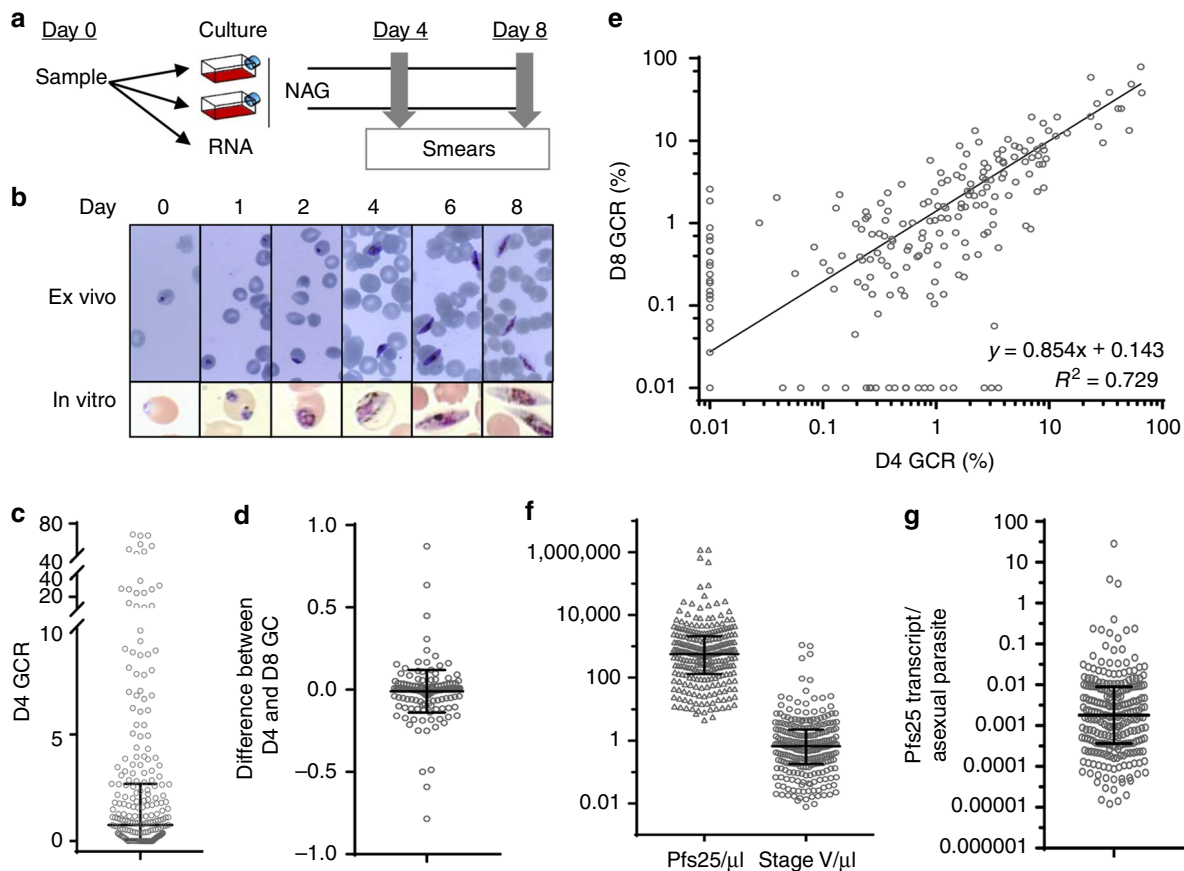 a
Day 0
Culture
Day 4
Day 8
Sample
NAG
RNA
Smears
b
Day 0 1 2 4 6 8
Ex vivo
In vitro
c
D4 GCR
80
40
40
20
10
5
0
d
Difference between
D4 and D8 GC
1.0
0.5
0.0
–0.5
–1.0
e
D8 GCR (%)
100
10
1
0.1
0.01
y = 0.854x + 0.143
R² = 0.729
0.01 0.1 1 10 100
D4 GCR (%)
f
1,000,000
10,000
100
1
0.01
Pfs25/µl Stage V/µl
g
Pfs25 transcript/
asexual parasite
100
10
1
0.1
0.01
0.001
0.0001
0.00001
0.000001